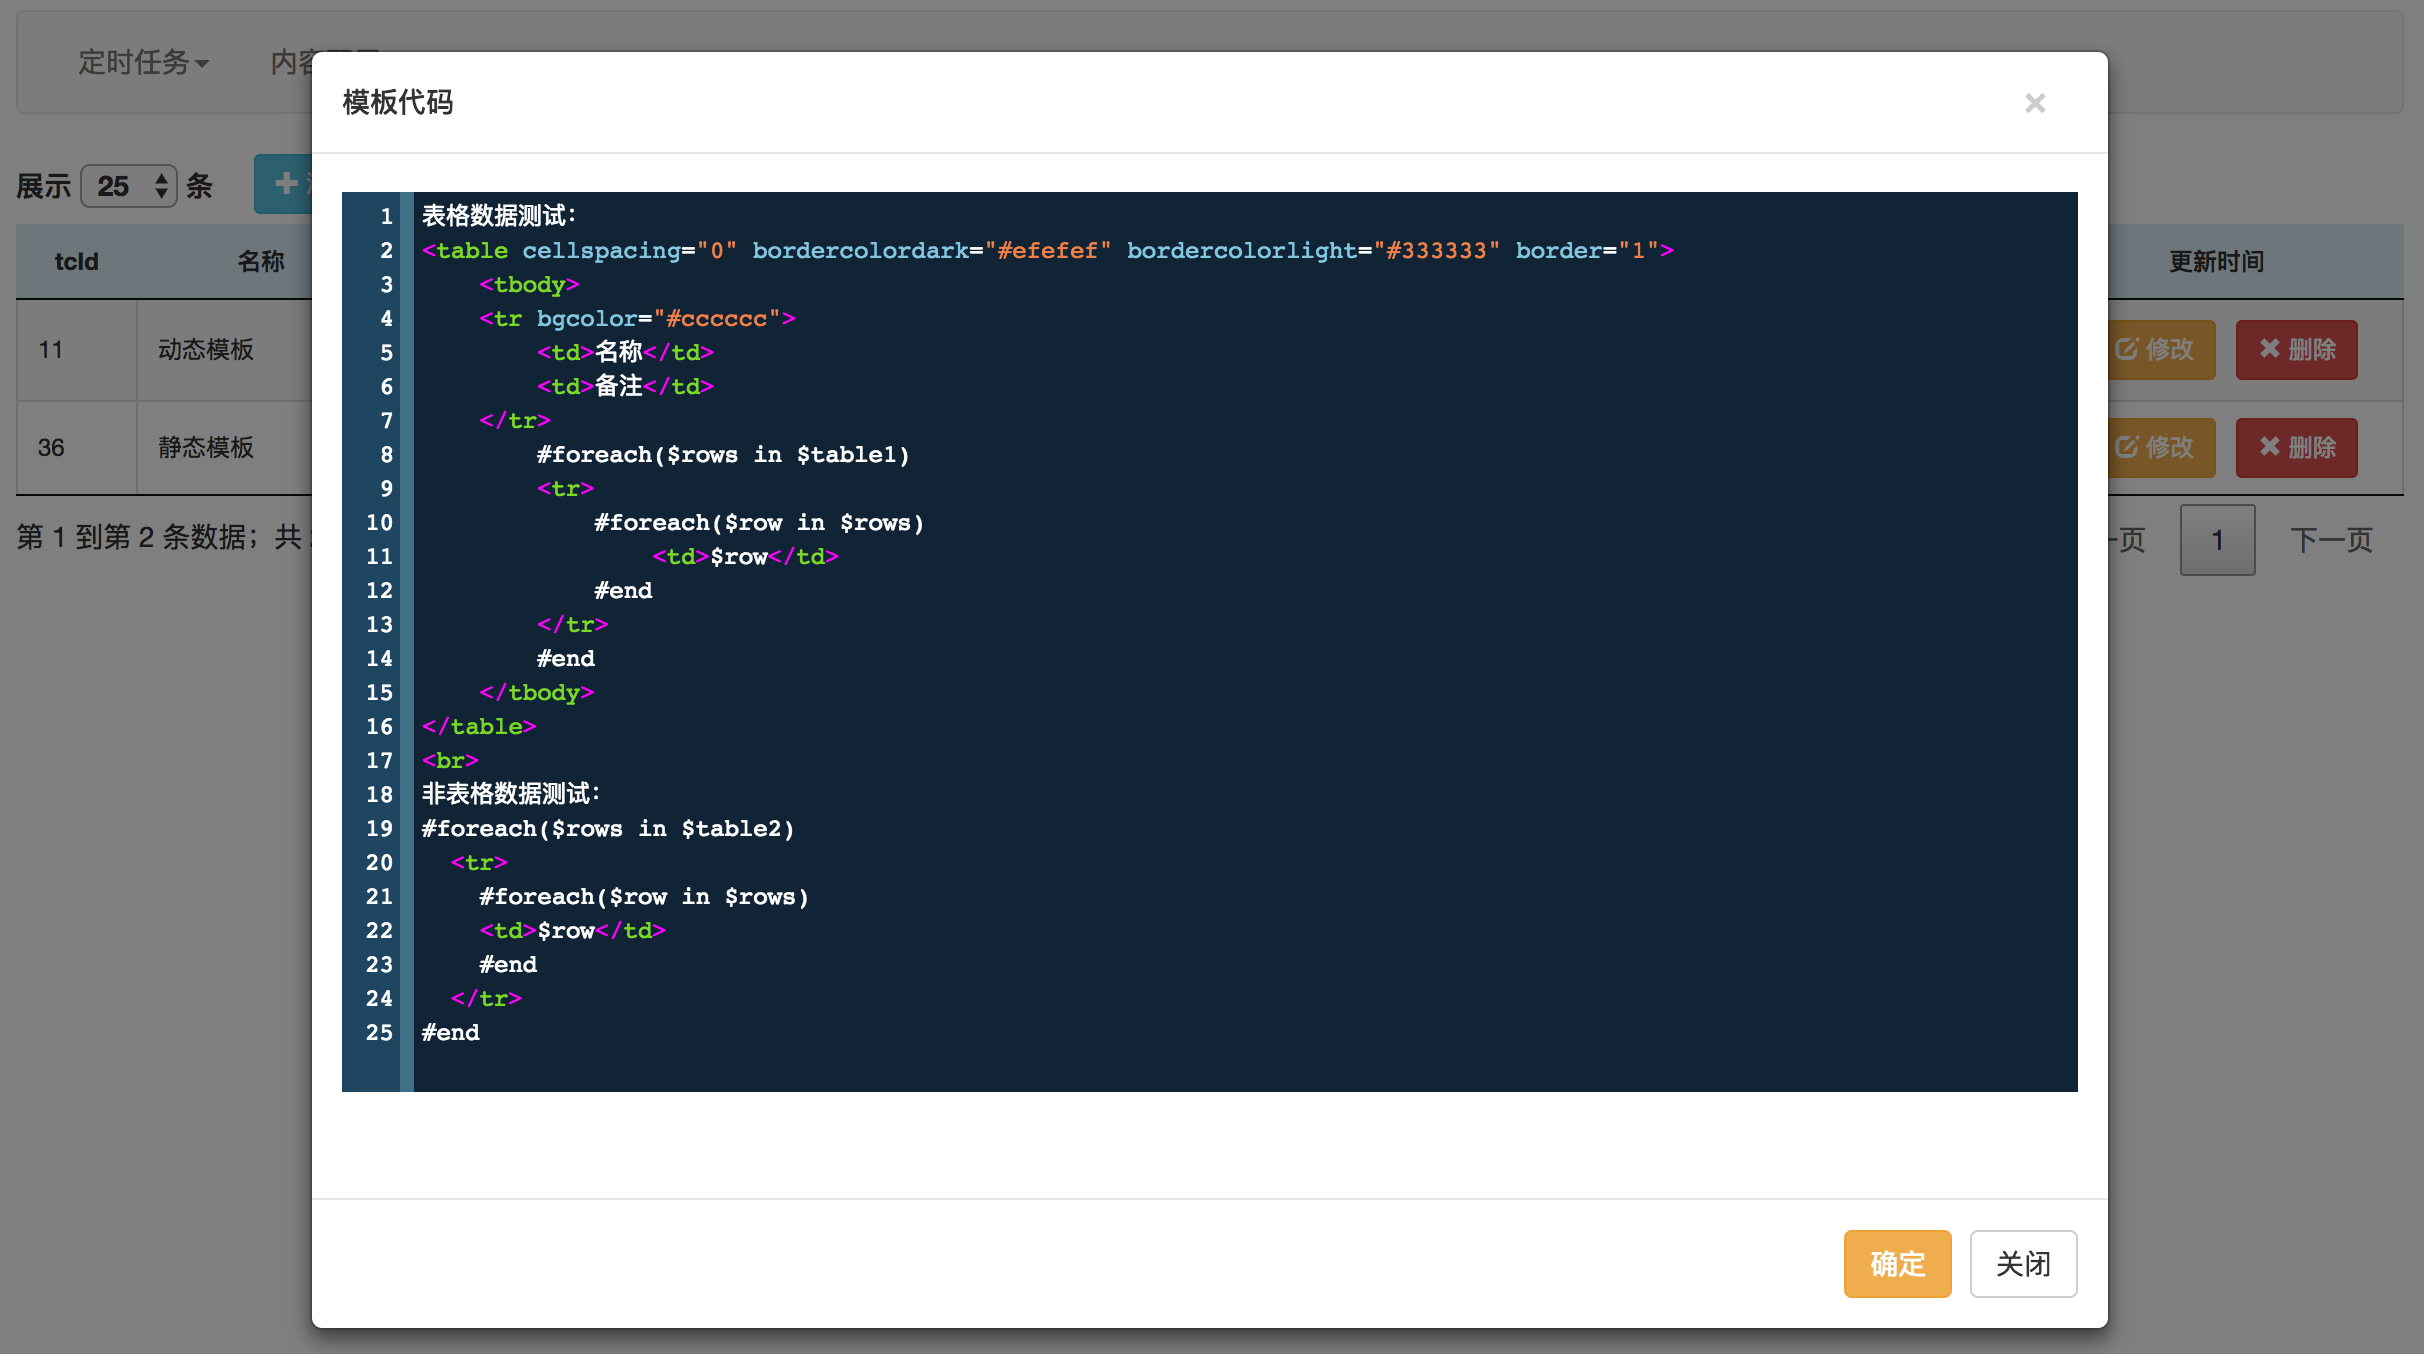 定时任务 内容
模板代码
×
展示 25 条
tcId 名称 更新时间
11 动态模板 修改 删除
36 静态模板 修改 删除
第 1 到第 2 条数据；共
一页 1 下一页
1 表格数据测试：
2 <table cellspacing="0" bordercolordark="#efefef" bordercolorlight="#333333" border="1">
3     <tbody>
4     <tr bgcolor="#cccccc">
5         <td>名称</td>
6         <td>备注</td>
7     </tr>
8         #foreach($rows in $table1)
9         <tr>
10             #foreach($row in $rows)
11                 <td>$row</td>
12             #end
13         </tr>
14         #end
15     </tbody>
16 </table>
17 <br>
18 非表格数据测试：
19 #foreach($rows in $table2)
20   <tr>
21     #foreach($row in $rows)
22     <td>$row</td>
23     #end
24   </tr>
25 #end
确定 关闭